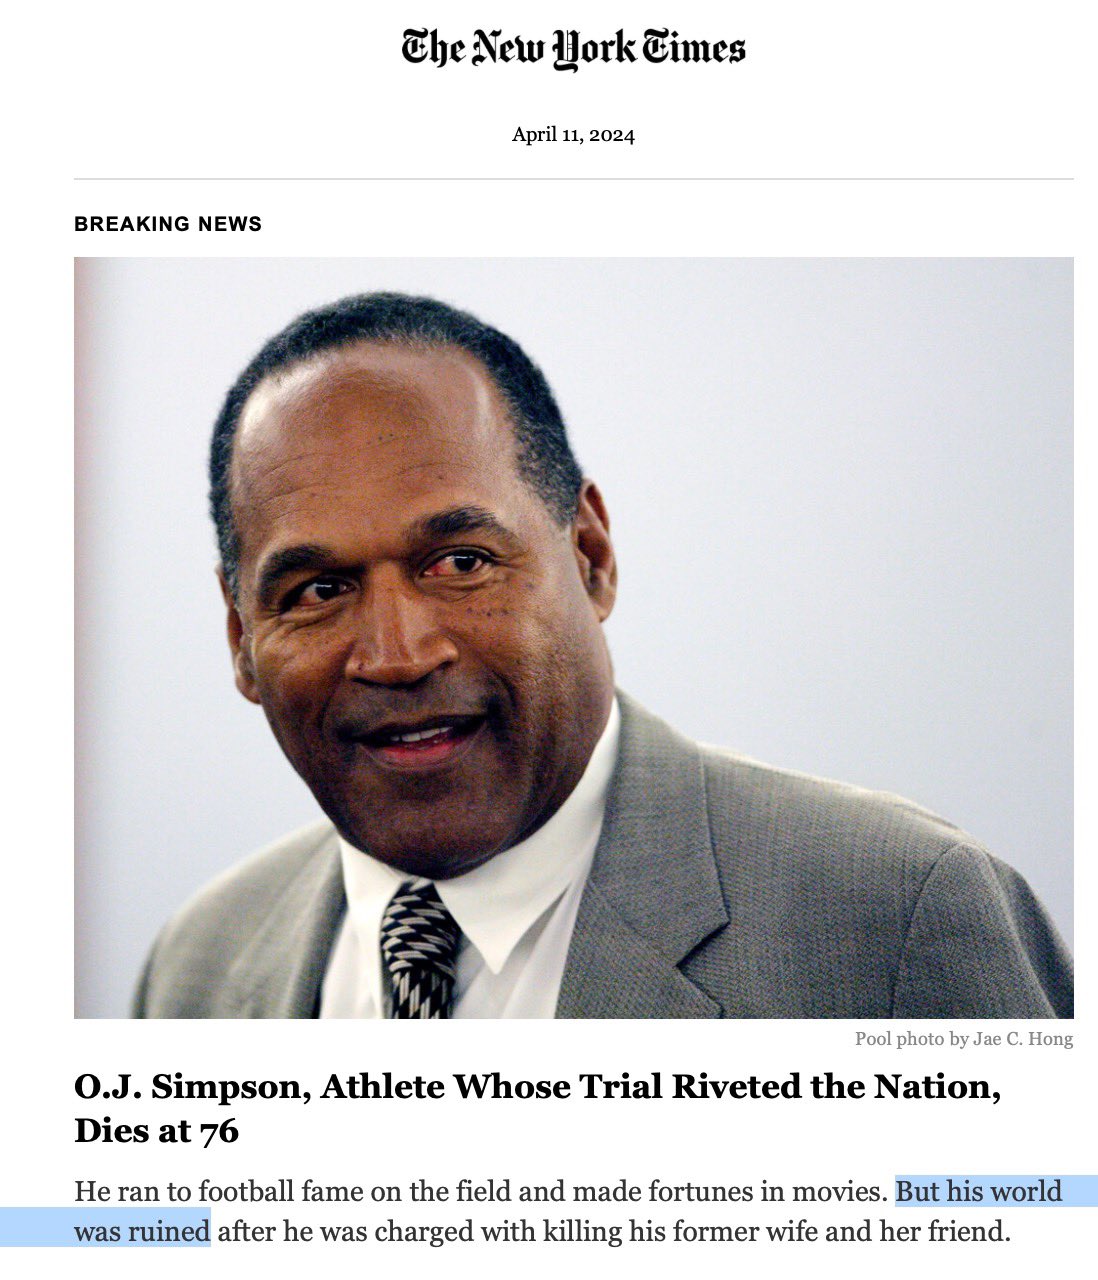 The New York Times
April 11, 2024
BREAKING NEWS
Pool photo by Jae C. Hong
O.J. Simpson, Athlete Whose Trial Riveted the Nation,
Dies at 76
He ran to football fame on the field and made fortunes in movies. But his world
was ruined after he was charged with killing his former wife and her friend.